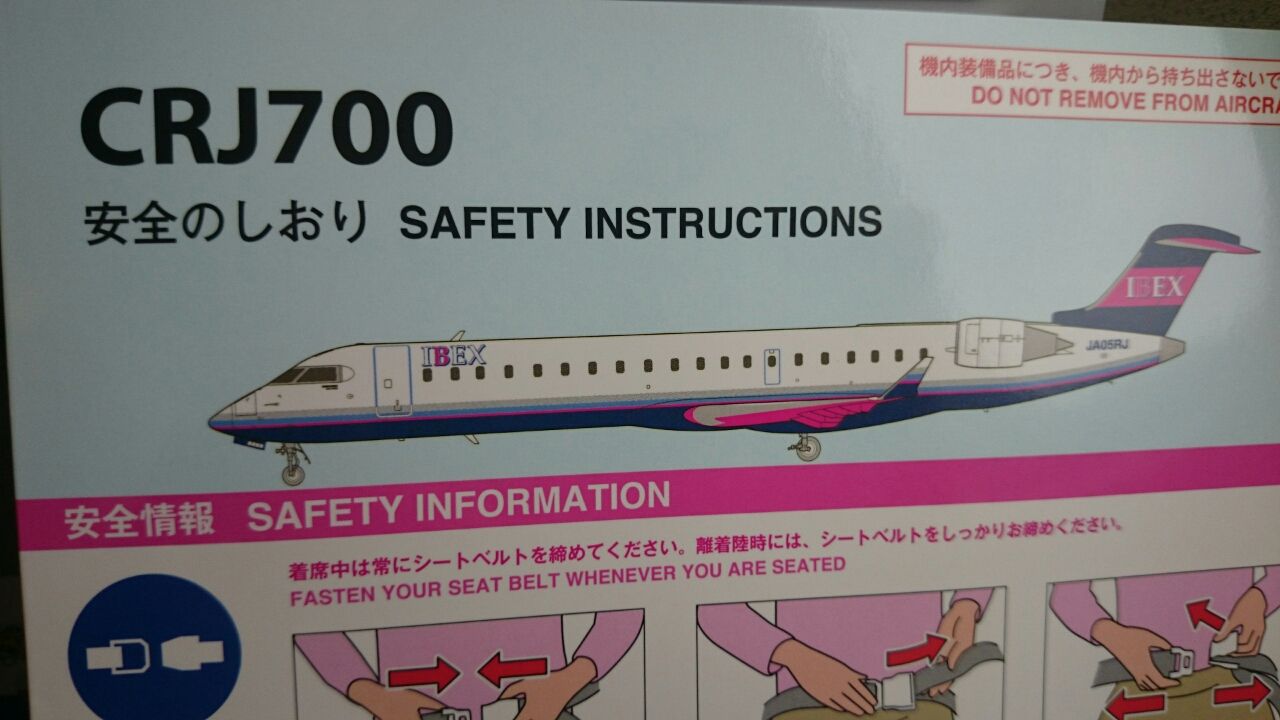 CRJ700
機内装備品につき、機内から持ち出さないで
DO NOT REMOVE FROM
安全のしおり SAFETY INSTRUCTIONS
IBEX
IBEX
JA05RJ
安全情報 SAFETY INFORMATION
着席中は常にシートベルトを締めてください。離着陸時には、シートベルトをしっかりお締めください。
FASTEN YOUR SEAT BELT WHENEVER YOU ARE SEATED